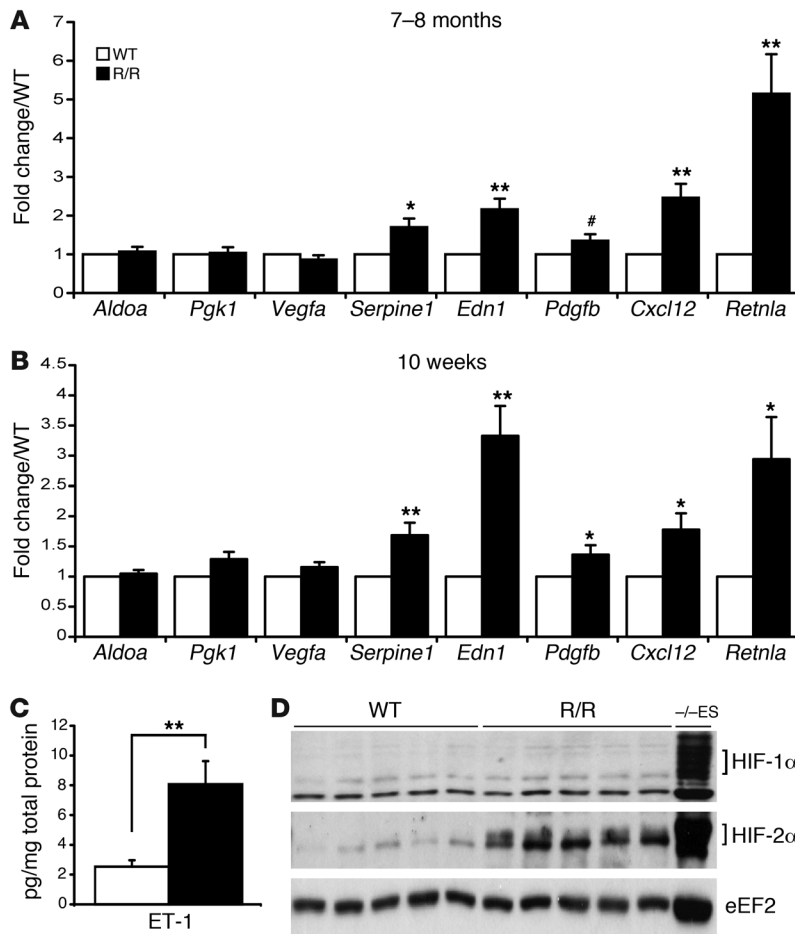 A
7–8 months
WT
R/R
Fold change/WT
7
6
5
4
3
2
1
0
*
**
#
**
**
Aldoa Pgk1 Vegfa Serpine1 Edn1 Pdgfb Cxcl12 Retnla
B
10 weeks
Fold change/WT
4.5
4
3.5
3
2.5
2
1.5
1
0.5
0
**
**
*
*
*
Aldoa Pgk1 Vegfa Serpine1 Edn1 Pdgfb Cxcl12 Retnla
C
pg/mg total protein
12
10
8
6
4
2
0
**
ET-1
D
WT R/R –/–ES
HIF-1α
HIF-2α
eEF2